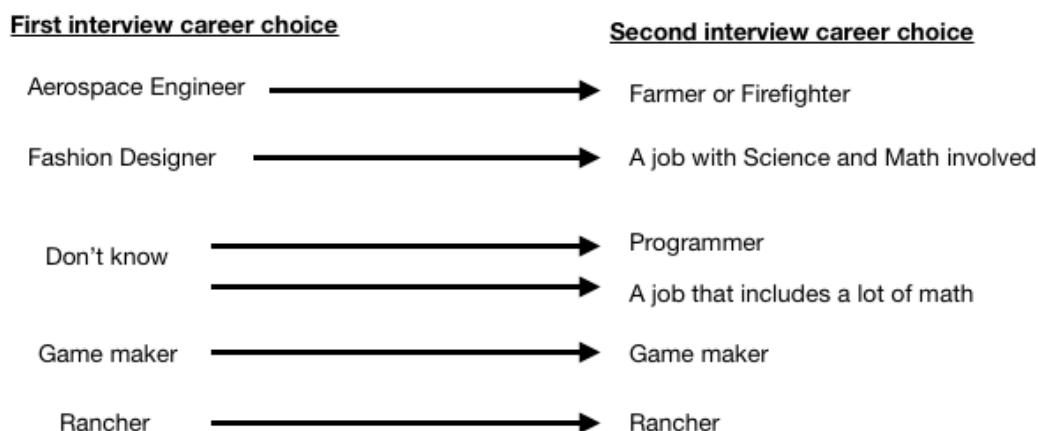 First interview career choice
Second interview career choice
Aerospace Engineer
Farmer or Firefighter
Fashion Designer
A job with Science and Math involved
Don't know
Programmer
A job that includes a lot of math
Game maker
Game maker
Rancher
Rancher